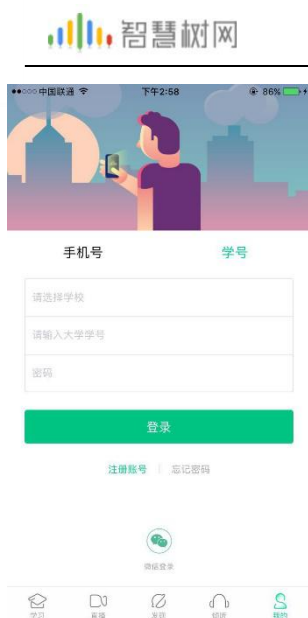 智慧树网
中国联通 下午2:58 86%
手机号 学号
请选择学校
请输入大学学号
密码
登录
注册账号 忘记密码
微信登录
学习 直播 发现 倾听 我的